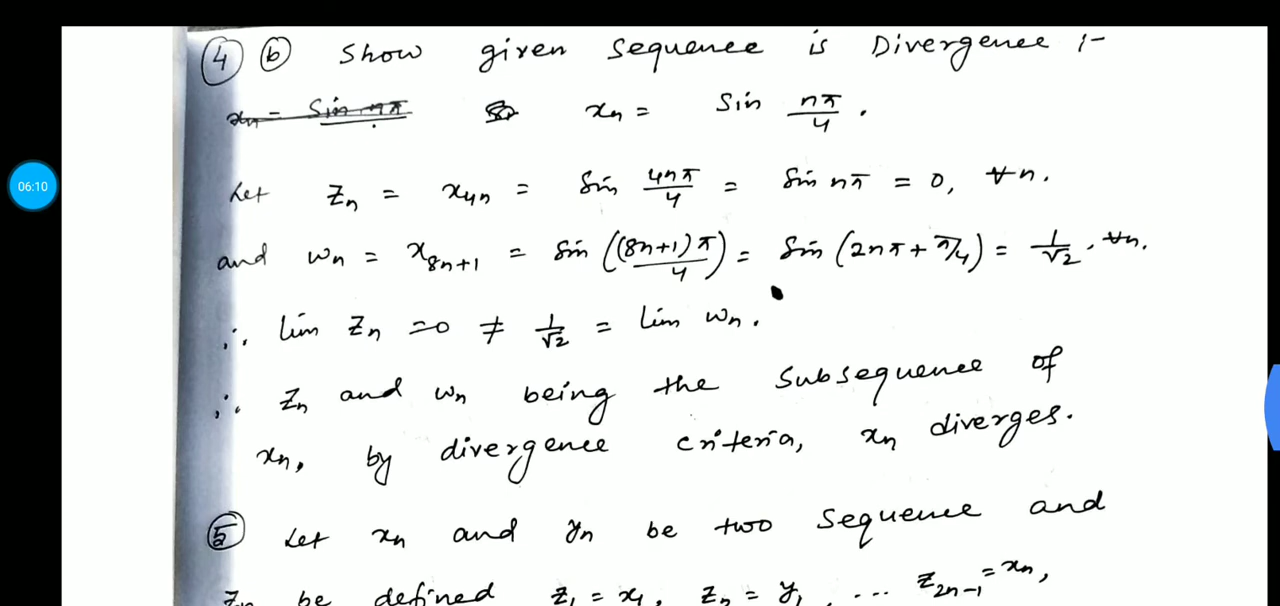 ④ ⓑ Show given Sequence is Divergence :-
xₙ = Sin nπ xₙ = Sin nπ/4 .
Let Zₙ = x₄ₙ = Sin 4nπ/4 = Sin nπ = 0, ∀n.
06:10
and wₙ = x₈ₙ₊₁ = Sin ((8n+1)π/4) = Sin (2nπ + π/4) = 1/√2 . ∀n.
∴ lim Zₙ = 0 ≠ 1/√2 = lim wₙ.
∴ Zₙ and wₙ being the Subsequence of
xₙ, by divergence criteria, xₙ diverges.
⑤ Let xₙ and yₙ be two Sequence and
be defined Z₁ = x₁, Z₂ = y₁, ... Z₂ₙ₋₁ = xₙ,